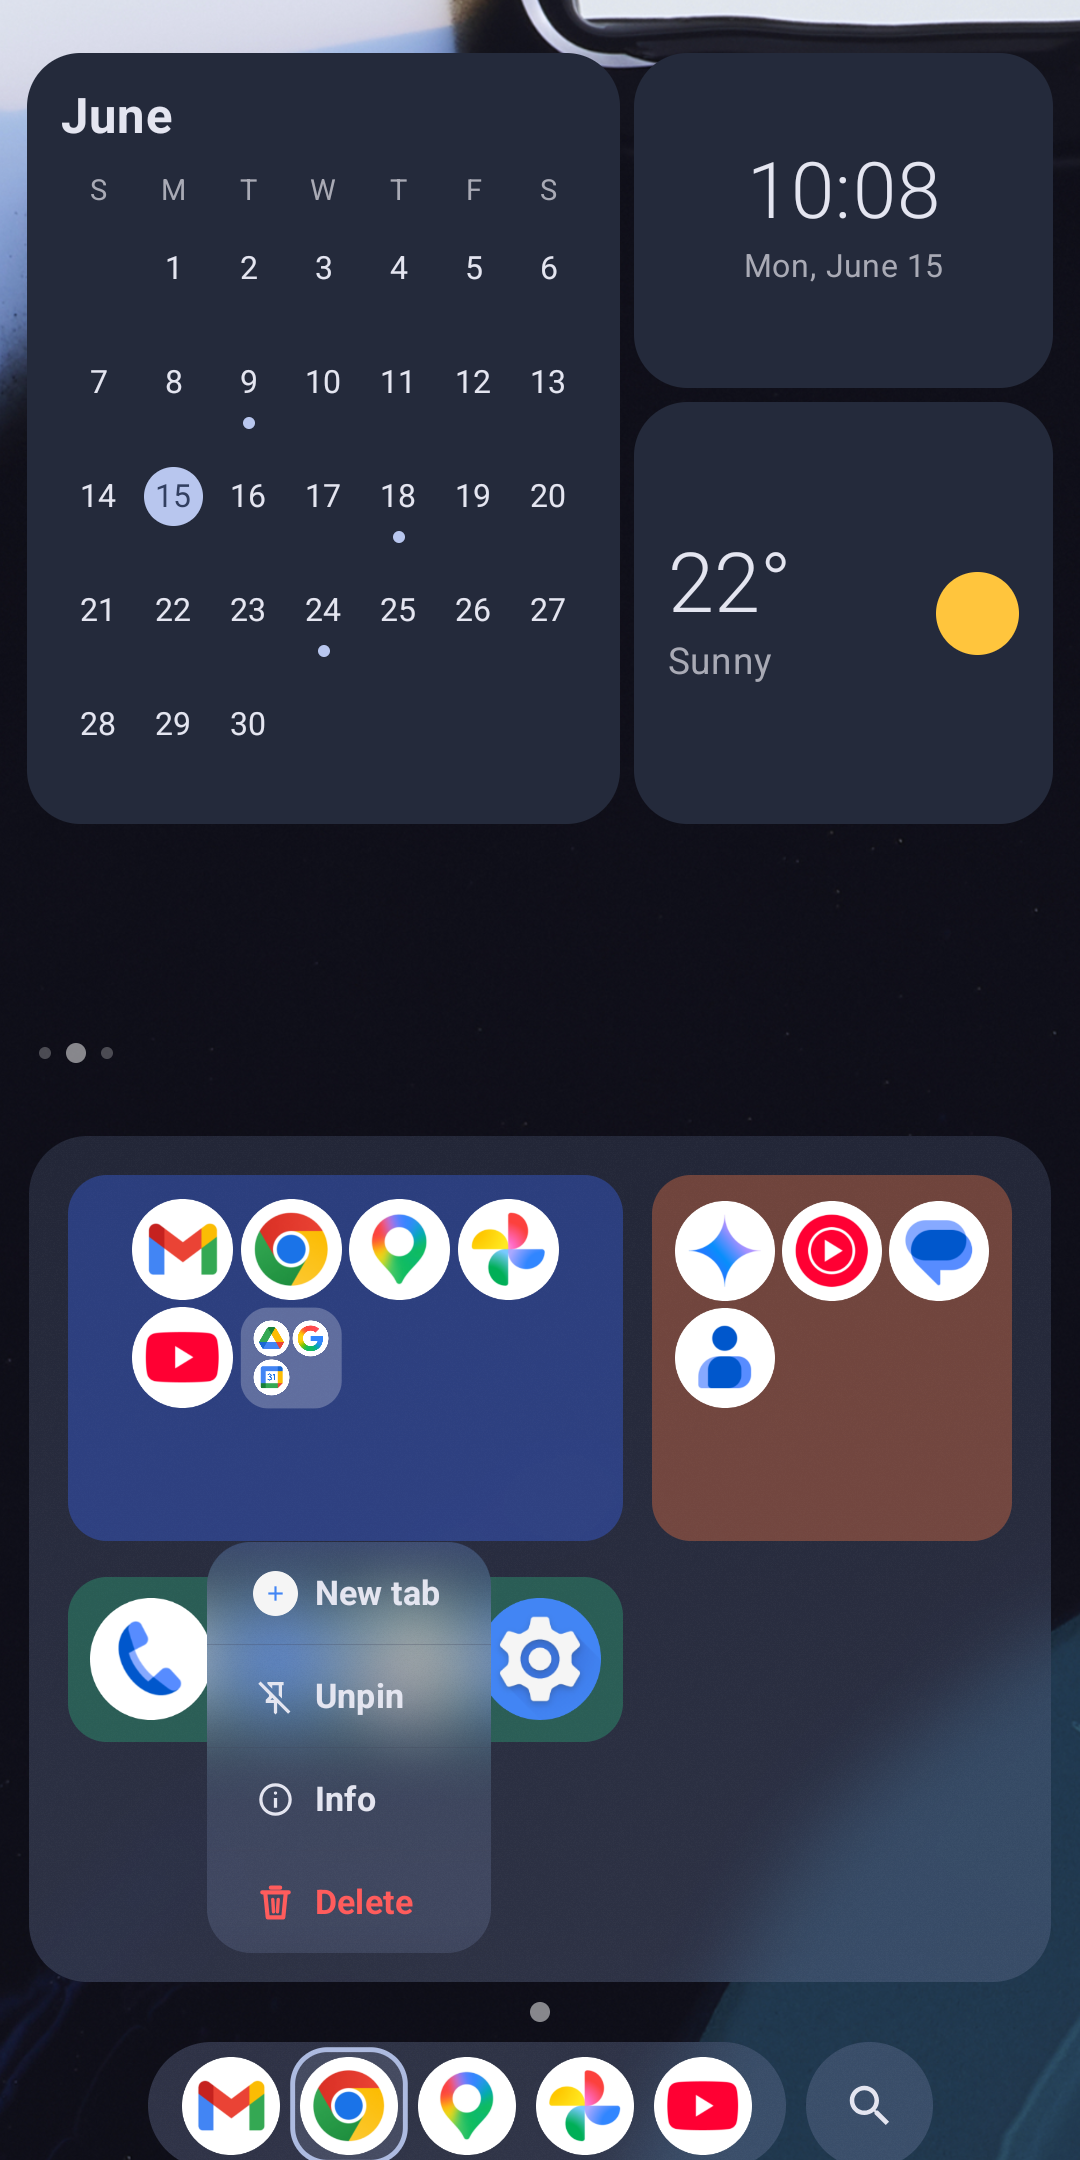 June
S M T W T F S
1 2 3 4 5 6
7 8 9 10 11 12 13
14 15 16 17 18 19 20
21 22 23 24 25 26 27
28 29 30
10:08
Mon, June 15
22°
Sunny
31
New tab
Unpin
Info
Delete